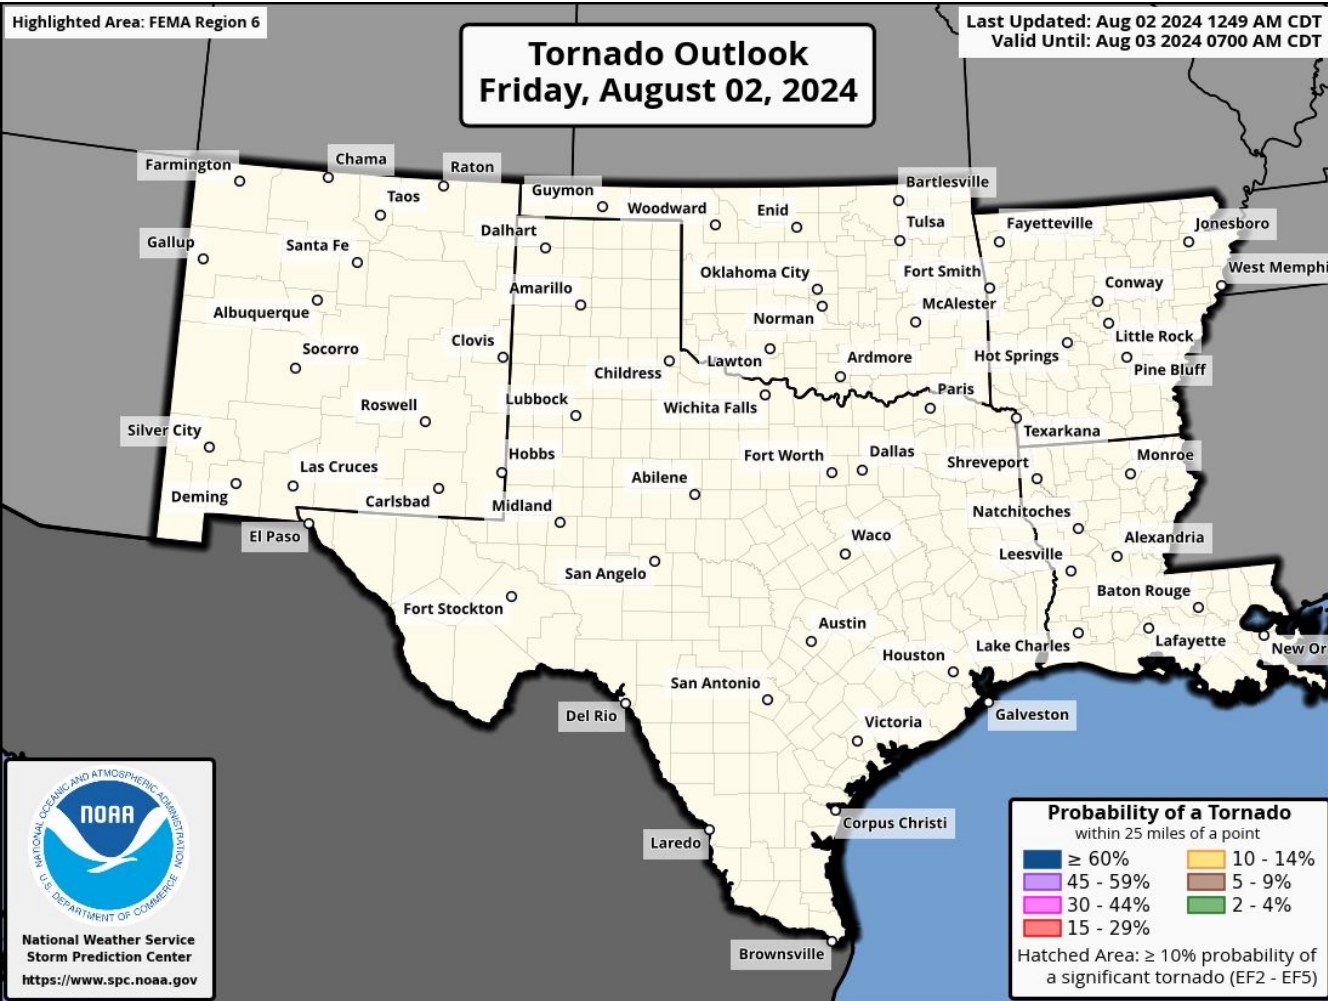 Highlighted Area: FEMA Region 6
Tornado Outlook
Friday, August 02, 2024
Last Updated: Aug 02 2024 1249 AM CDT
Valid Until: Aug 03 2024 0700 AM CDT
Farmington
Chama
Raton
Taos
Guymon
Woodward
Enid
Bartlesville
Tulsa
Fayetteville
Jonesboro
Gallup
Santa Fe
Dalhart
Oklahoma City
Fort Smith
West Memphi
Albuquerque
Amarillo
Norman
McAlester
Conway
Socorro
Clovis
Childress
Lawton
Ardmore
Hot Springs
Little Rock
Pine Bluff
Roswell
Lubbock
Wichita Falls
Paris
Texarkana
Silver City
Las Cruces
Hobbs
Abilene
Fort Worth
Dallas
Shreveport
Monroe
Deming
Carlsbad
Midland
Natchitoches
El Paso
San Angelo
Waco
Leesville
Alexandria
Fort Stockton
Austin
Baton Rouge
Houston
Lake Charles
Lafayette
New Or
San Antonio
Del Rio
Victoria
Galveston
Laredo
Corpus Christi
Brownsville
NATIONAL OCEANIC AND ATMOSPHERIC ADMINISTRATION
NOAA
U.S. DEPARTMENT OF COMMERCE
National Weather Service
Storm Prediction Center
https://www.spc.noaa.gov
Probability of a Tornado
within 25 miles of a point
≥ 60%
45 - 59%
30 - 44%
15 - 29%
10 - 14%
5 - 9%
2 - 4%
Hatched Area: ≥ 10% probability of
a significant tornado (EF2 - EF5)